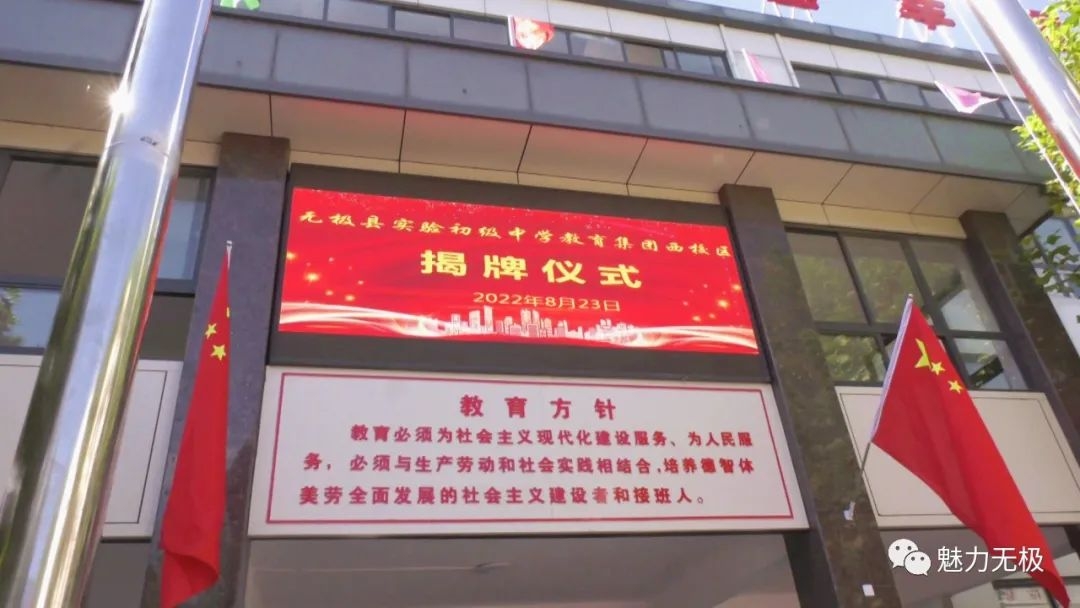 无极县实验初级中学教育集团西校区
揭牌仪式
2022年8月23日
教育方针
教育必须为社会主义现代化建设服务、为人民服
务，必须与生产劳动和社会实践相结合，培养德智体
美劳全面发展的社会主义建设者和接班人。
魅力无极